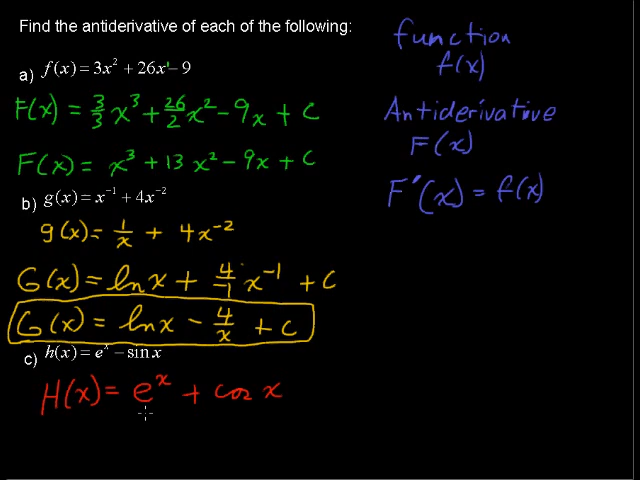 Find the antiderivative of each of the following:
a) f(x) = 3x² + 26x - 9
F(x) = 3/3 x³ + 26/2 x² - 9x + C
F(x) = x³ + 13x² - 9x + C
b) g(x) = x⁻¹ + 4x⁻²
g(x) = 1/x + 4x⁻²
G(x) = ln x + 4/-1 x⁻¹ + C
G(x) = ln x - 4/x + C
c) h(x) = eˣ - sin x
H(x) = eˣ + cos x
function
f(x)
Antiderivative
F(x)
F'(x) = f(x)